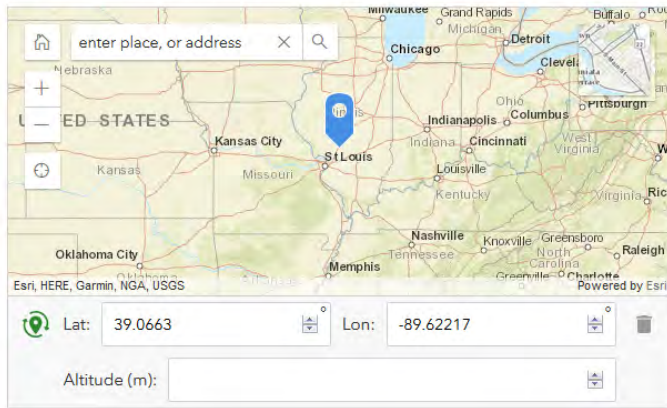 Milwaukee Grand Rapids Buffalo
enter place, or address
Michigan Detroit
Chicago
Nebraska
Ohio Pittsburgh
UNITED STATES
Indianapolis Columbus
Kansas City
Indiana Cincinnati West Virginia
St Louis
Kansas Missouri
Louisville
Kentucky
Virginia
Nashville Knoxville Greensboro
Oklahoma City
Tennessee North Carolina Raleigh
Memphis
Oklahoma Arkansas
Greenville Charlotte
Esri, HERE, Garmin, NGA, USGS Powered by Esri
Lat: 39.0663 ° Lon: -89.62217 °
Altitude (m):